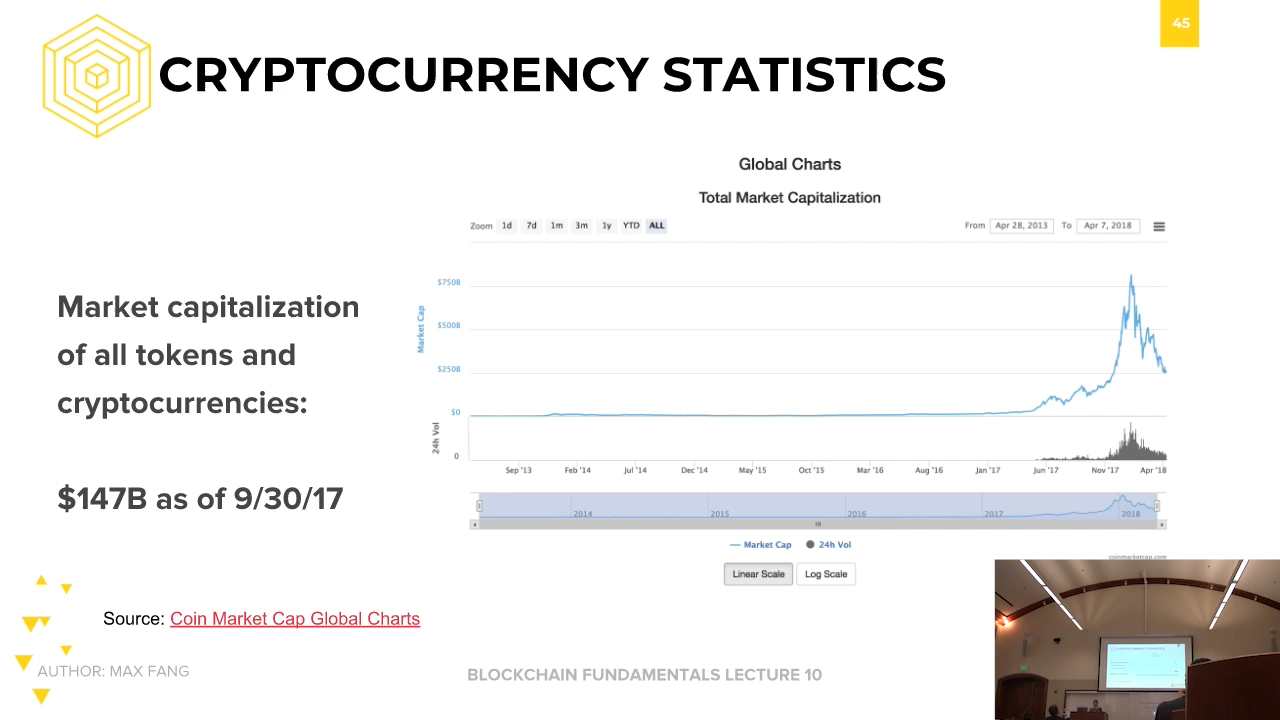 45
CRYPTOCURRENCY STATISTICS
Global Charts
Total Market Capitalization
Zoom 1d 7d 1m 3m 1y YTD ALL
From Apr 28, 2013 To Apr 7, 2018
Market capitalization
of all tokens and
cryptocurrencies:
$147B as of 9/30/17
Market Cap
$750B
$500B
$250B
$0
24h Vol
0
Sep '13 Feb '14 Jul '14 Dec '14 May '15 Oct '15 Mar '16 Aug '16 Jan '17 Jun '17 Nov '17 Apr '18
2014 2015 2016 2017 2018
Market Cap 24h Vol
coinmarketcap.com
Linear Scale Log Scale
Source: Coin Market Cap Global Charts
AUTHOR: MAX FANG
BLOCKCHAIN FUNDAMENTALS LECTURE 10
CRYPTOCURRENCY STATISTICS